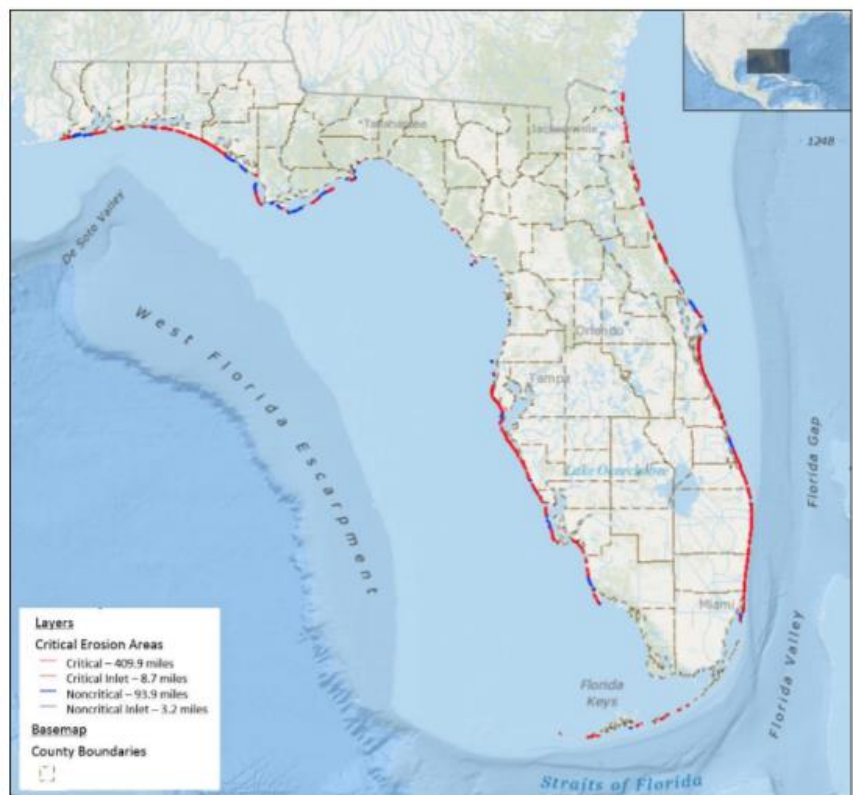 Tallahassee
Jacksonville
1248
De Soto Valley
West Florida Escarpment
Orlando
Tampa
Florida Gap
Lake Okeechobee
Miami
Florida Valley
Florida
Keys
Straits of Florida
Layers
Critical Erosion Areas
Critical – 409.9 miles
Critical Inlet – 8.7 miles
Noncritical – 93.9 miles
Noncritical Inlet – 3.2 miles
Basemap
County Boundaries